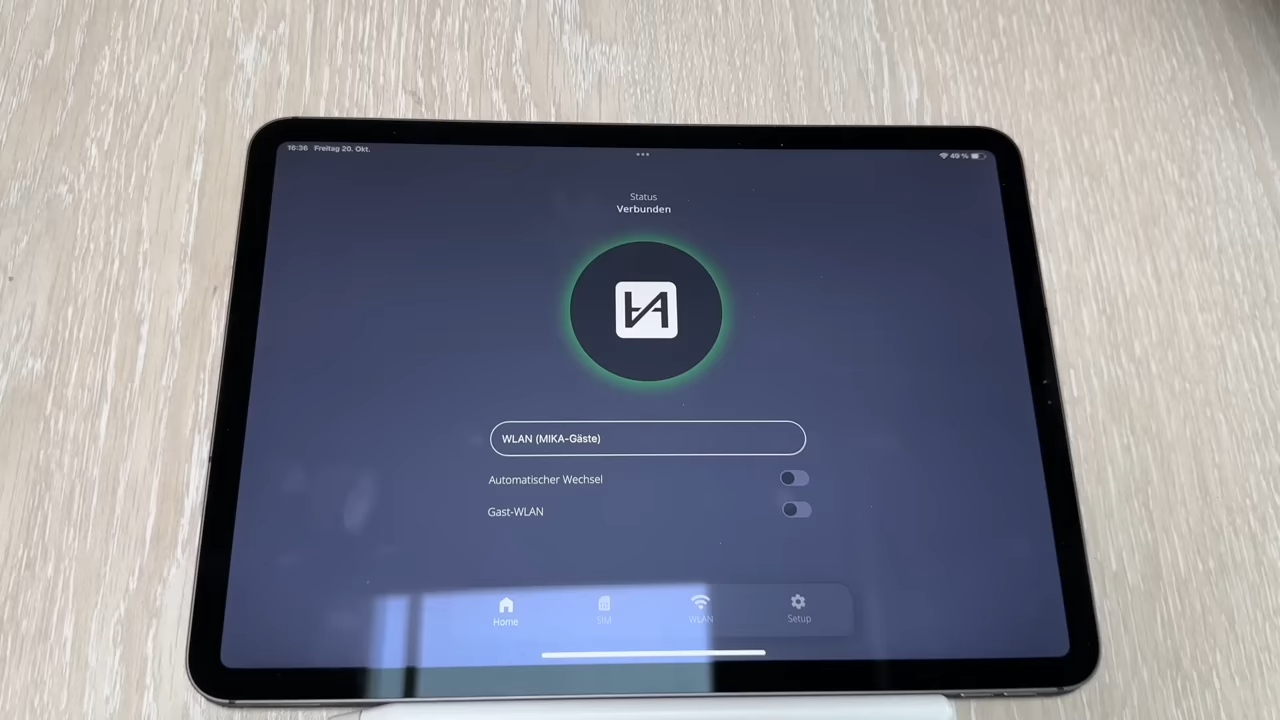 16:36 Freitag 20. Okt.
49 %
Status
Verbunden
WLAN (MIKA-Gäste)
Automatischer Wechsel
Gast-WLAN
Home
SIM
WLAN
Setup